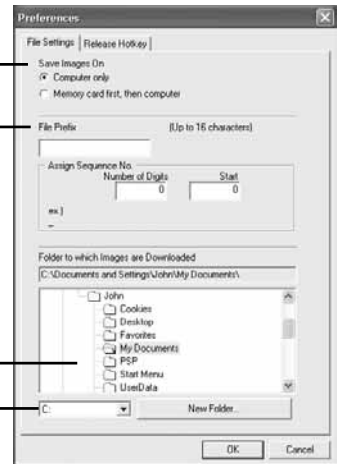 Preferences
File Settings Release Hotkey
Save Images On
Computer only
Memory card first, then computer
File Prefix (Up to 16 characters)
Assign Sequence No.
Number of Digits Start
0 0
ex.)
_
Folder to which Images are Downloaded
C:\Documents and Settings\John\My Documents\
John
Cookies
Desktop
Favorites
My Documents
PSP
Start Menu
UserData
C: New Folder...
OK Cancel